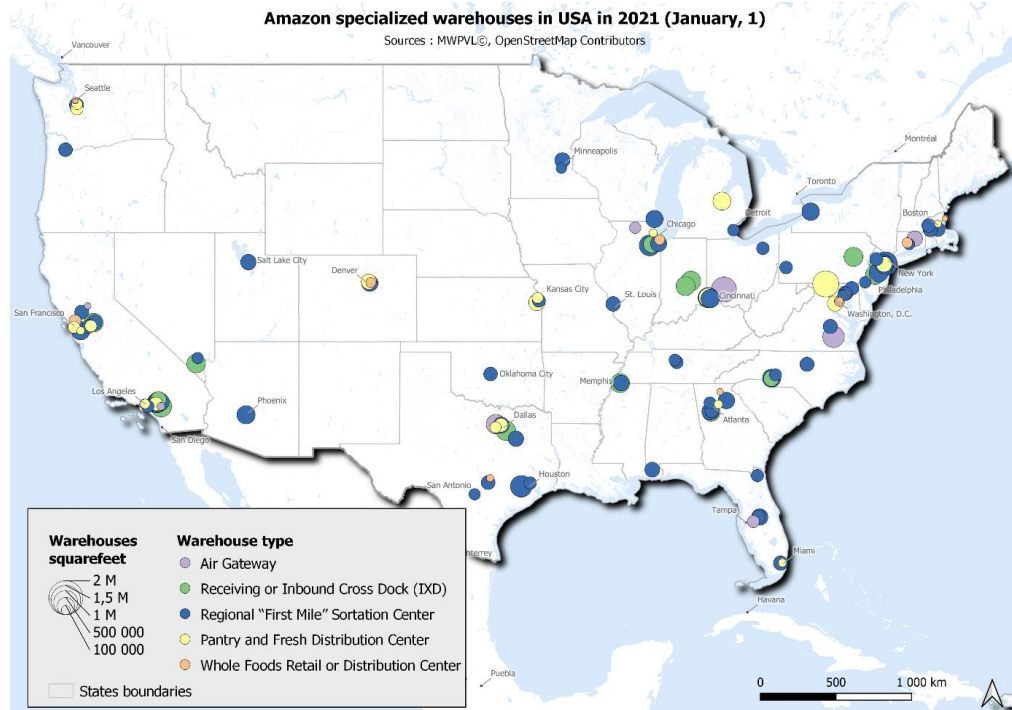 Amazon specialized warehouses in USA in 2021 (January, 1)
Sources : MWPVL©, OpenStreetMap Contributors
Vancouver
Seattle
Montréal
Minneapolis
Toronto
Boston
Detroit
Chicago
Salt Lake City
New York
Denver
Kansas City
St. Louis
Cincinnati
Philadelphia
San Francisco
Washington, D.C.
Oklahoma City
Memphis
Los Angeles
Phoenix
Dallas
Atlanta
San Diego
Houston
San Antonio
Tampa
Miami
nterrey
Havana
Puebla
Warehouses
squarefeet
2 M
1,5 M
1 M
500 000
100 000
States boundaries
Warehouse type
Air Gateway
Receiving or Inbound Cross Dock (IXD)
Regional “First Mile” Sortation Center
Pantry and Fresh Distribution Center
Whole Foods Retail or Distribution Center
0 500 1 000 km